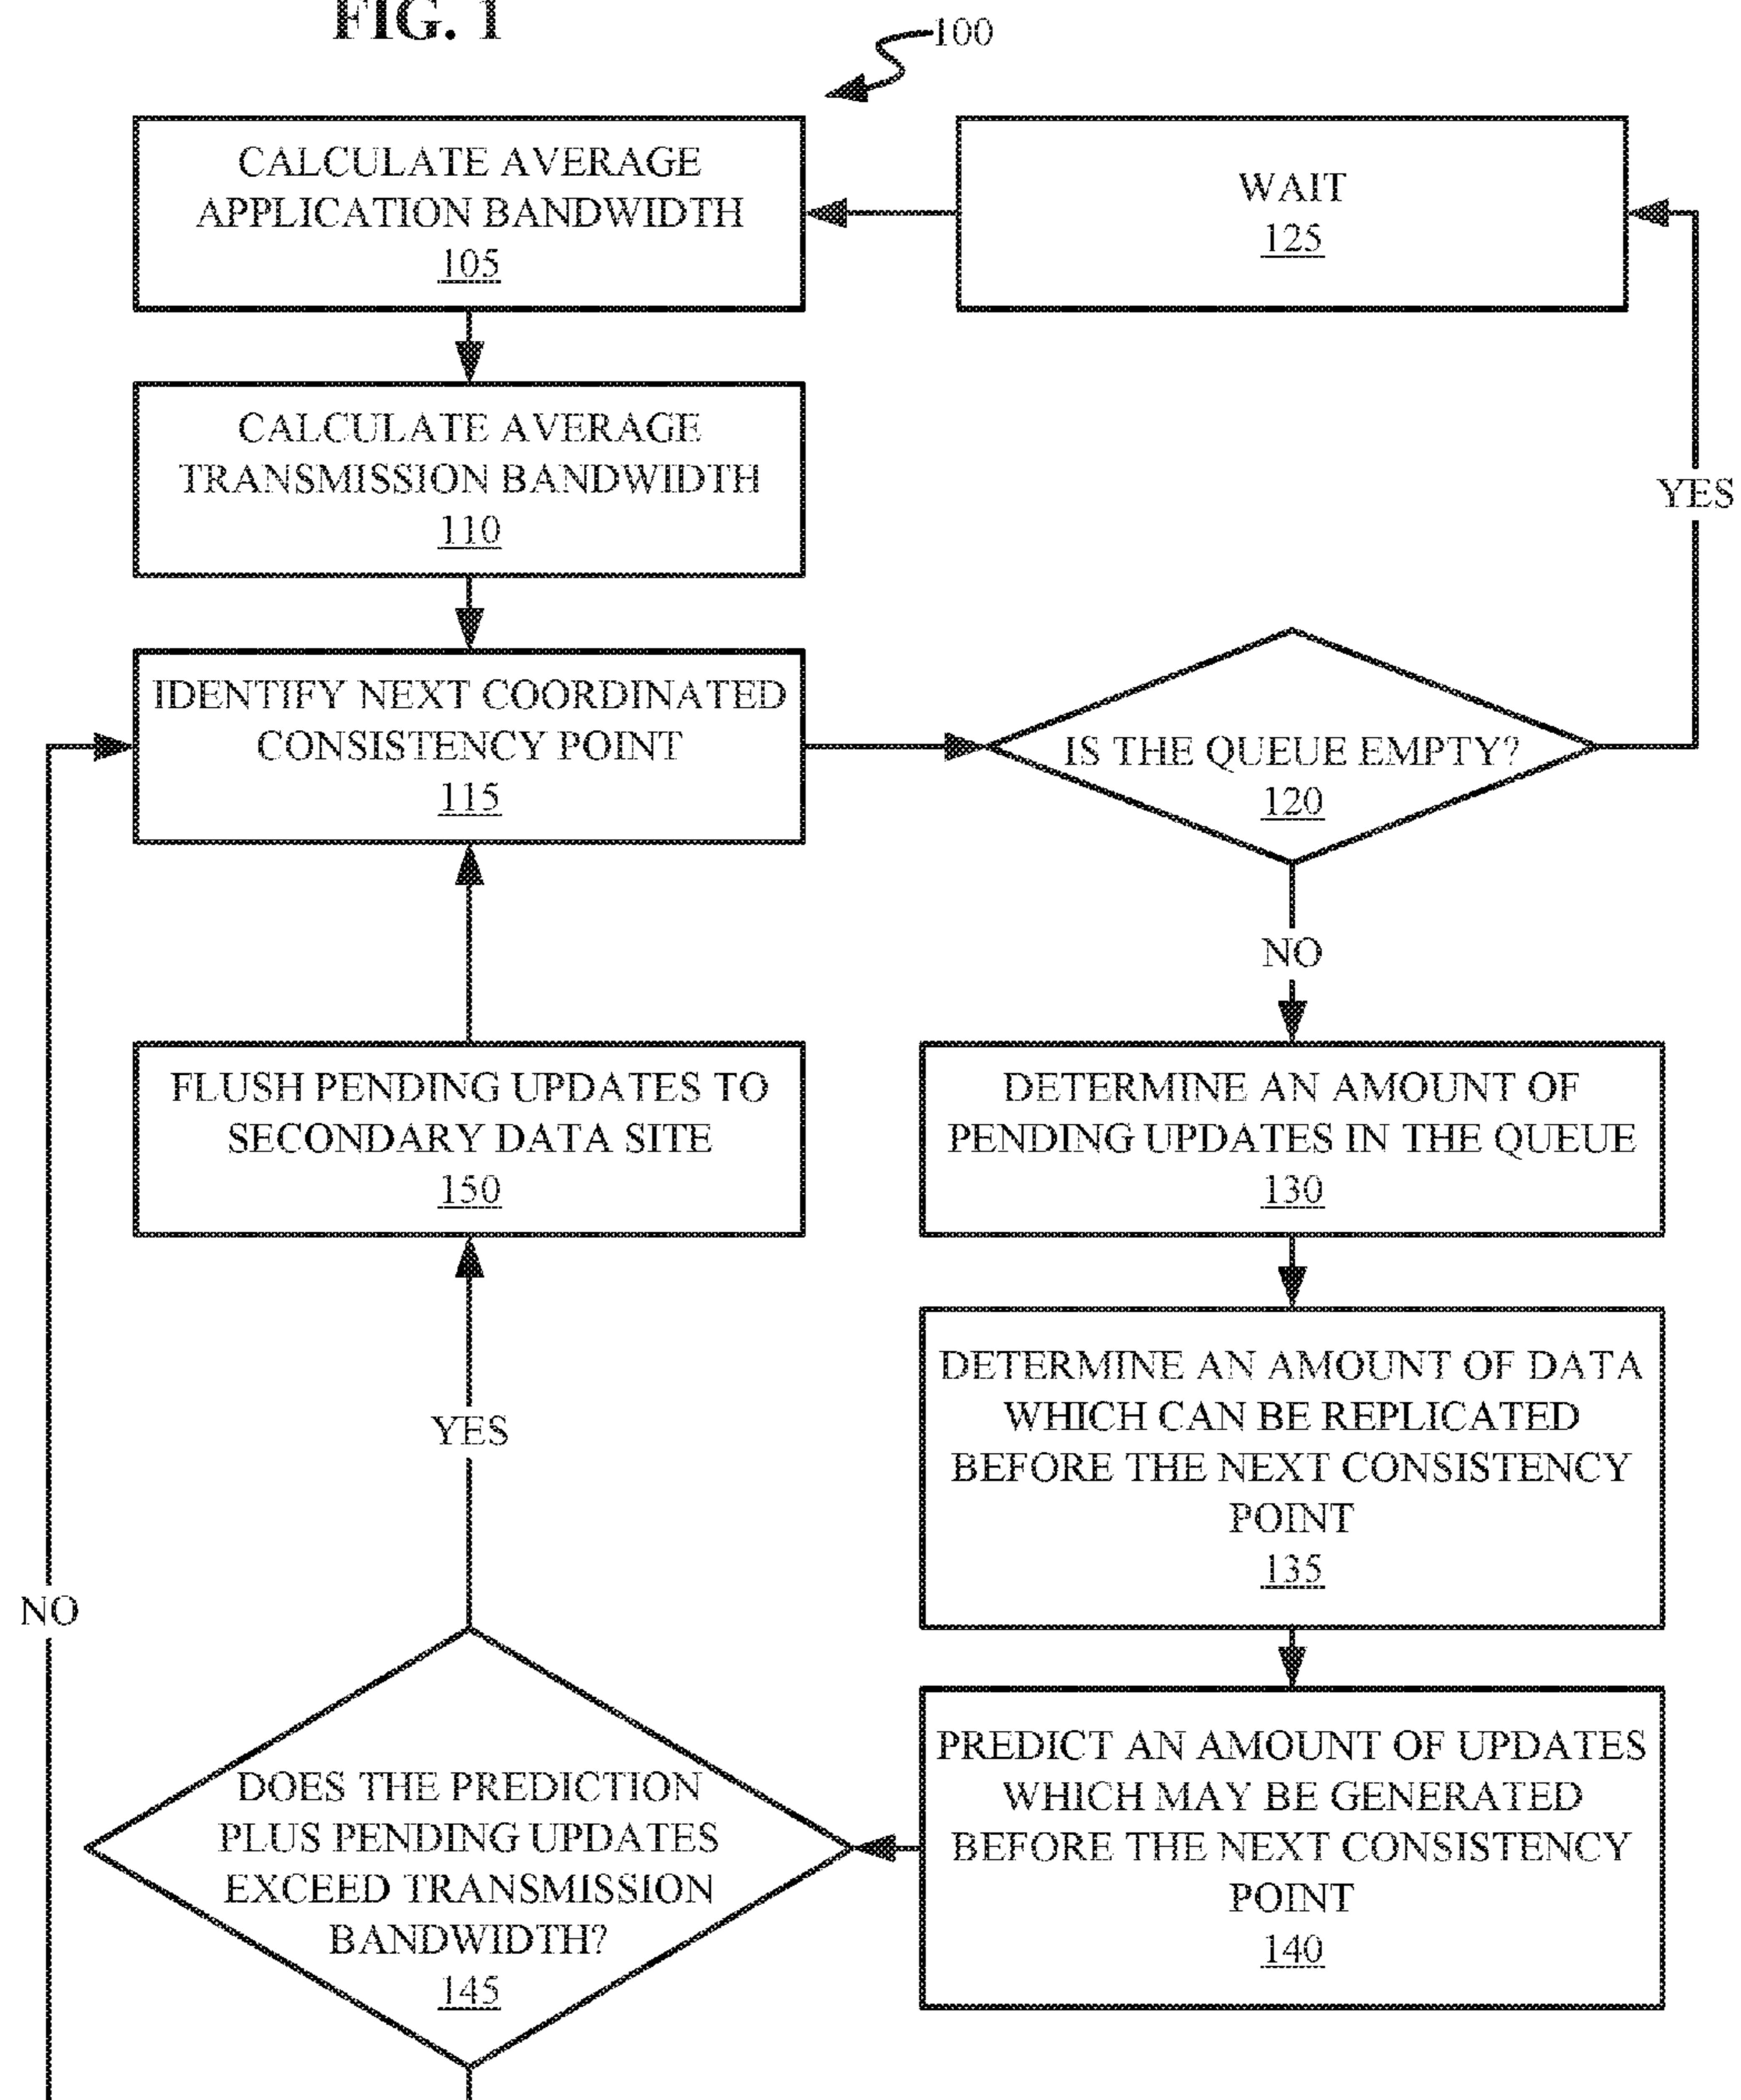 FIG. 1
100
CALCULATE AVERAGE
APPLICATION BANDWIDTH
105
WAIT
125
CALCULATE AVERAGE
TRANSMISSION BANDWIDTH
110
YES
IDENTIFY NEXT COORDINATED
CONSISTENCY POINT
115
IS THE QUEUE EMPTY?
120
NO
FLUSH PENDING UPDATES TO
SECONDARY DATA SITE
150
DETERMINE AN AMOUNT OF
PENDING UPDATES IN THE QUEUE
130
YES
DETERMINE AN AMOUNT OF DATA
WHICH CAN BE REPLICATED
BEFORE THE NEXT CONSISTENCY
POINT
135
NO
DOES THE PREDICTION
PLUS PENDING UPDATES
EXCEED TRANSMISSION
BANDWIDTH?
145
PREDICT AN AMOUNT OF UPDATES
WHICH MAY BE GENERATED
BEFORE THE NEXT CONSISTENCY
POINT
140